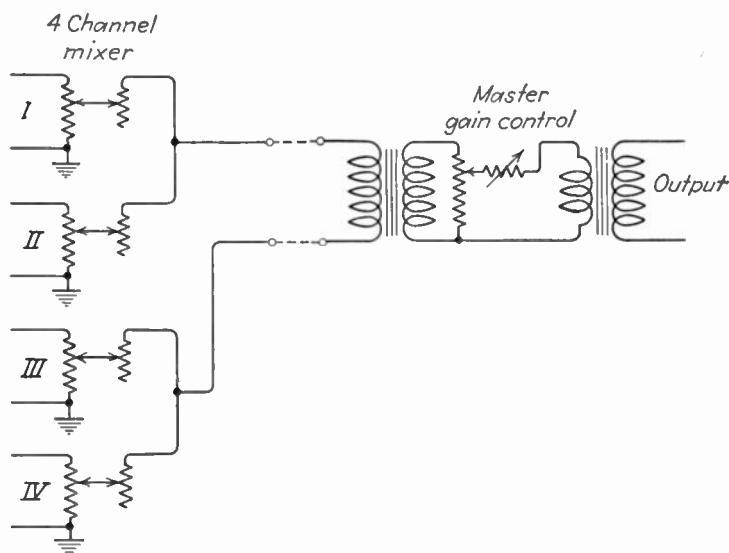 4 Channel
mixer
I
II
III
IV
Master
gain control
Output